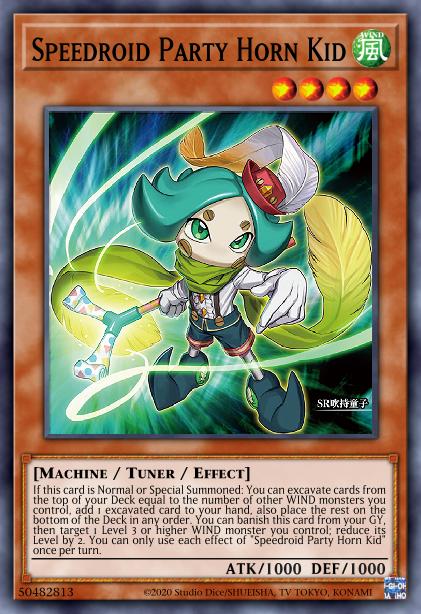 SPEEDROID PARTY HORN KID
WIND
風
SR吹持童子
[MACHINE / TUNER / EFFECT]
If this card is Normal or Special Summoned: You can excavate cards from
the top of your Deck equal to the number of other WIND monsters you
control, add 1 excavated card to your hand, also place the rest on the
bottom of the Deck in any order. You can banish this card from your GY,
then target 1 Level 3 or higher WIND monster you control; reduce its
Level by 2. You can only use each effect of "Speedroid Party Horn Kid"
once per turn.
ATK/1000 DEF/1000
50482813
©2020 Studio Dice/SHUEISHA, TV TOKYO, KONAMI